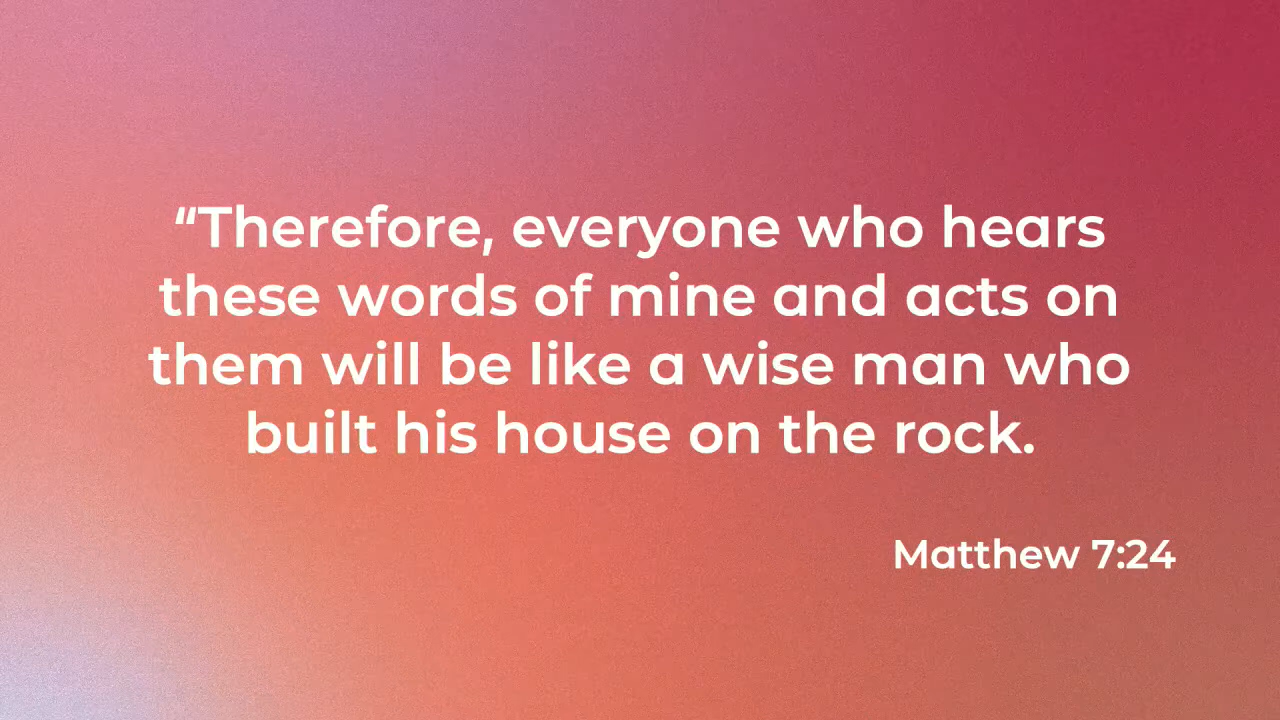 “Therefore, everyone who hears
these words of mine and acts on
them will be like a wise man who
built his house on the rock.
Matthew 7:24